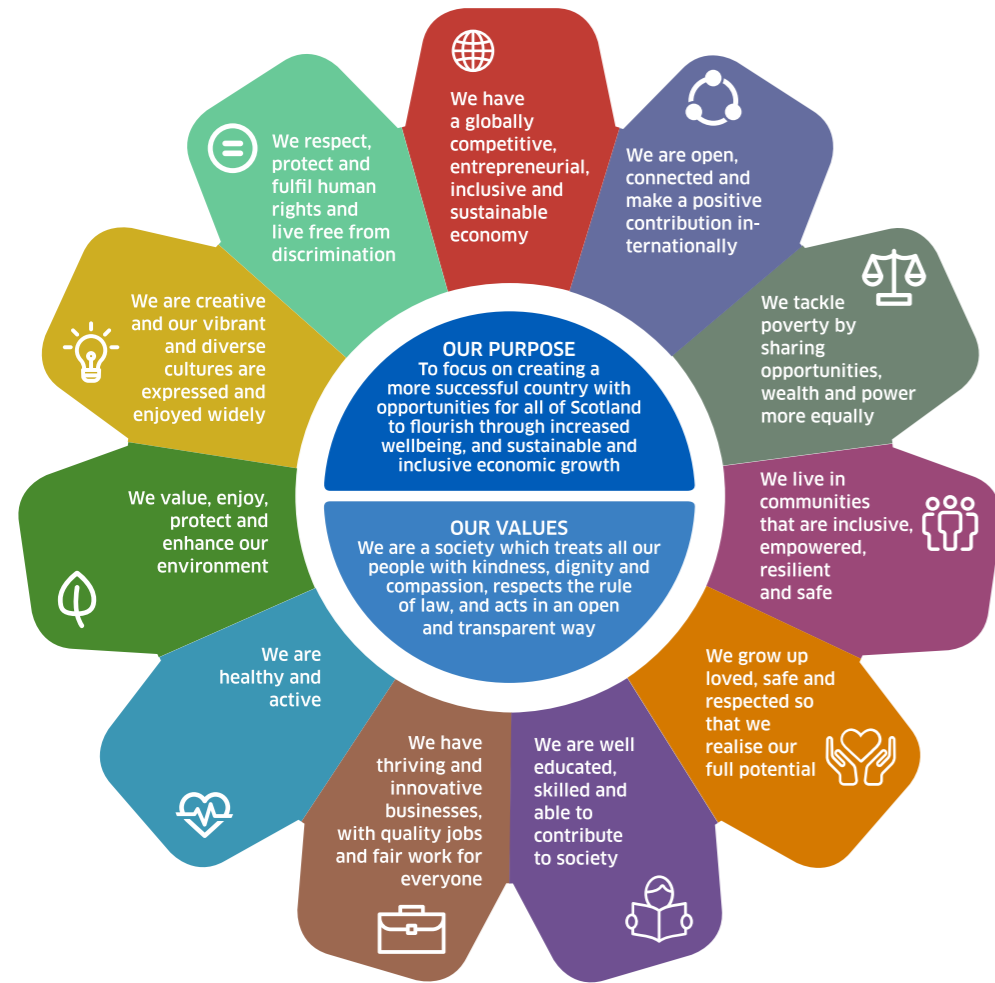 We have
a globally
competitive,
entrepreneurial,
inclusive and
sustainable
economy
We are open,
connected and
make a positive
contribution in-
ternationally
We tackle
poverty by
sharing
opportunities,
wealth and power
more equally
We live in
communities
that are inclusive,
empowered,
resilient
and safe
We grow up
loved, safe and
respected so
that we
realise our
full potential
We are well
educated,
skilled and
able to
contribute
to society
We have
thriving and
innovative
businesses,
with quality jobs
and fair work for
everyone
We are
healthy and
active
We value, enjoy,
protect and
enhance our
environment
We are creative
and our vibrant
and diverse
cultures are
expressed and
enjoyed widely
We respect,
protect and
fulfil human
rights and
live free from
discrimination
OUR PURPOSE
To focus on creating a
more successful country with
opportunities for all of Scotland
to flourish through increased
wellbeing, and sustainable and
inclusive economic growth
OUR VALUES
We are a society which treats all our
people with kindness, dignity and
compassion, respects the rule
of law, and acts in an open
and transparent way